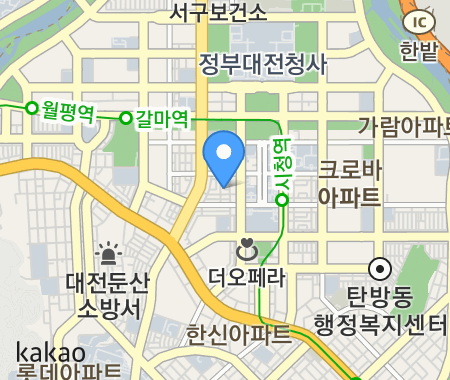 서구보건소
IC
한밭
정부대전청사
월평역
갈마역
가람아파트
시청역
크로바
아파트
대전둔산
소방서
더오페라
탄방동
행정복지센터
한신아파트
kakao
롯데아파트